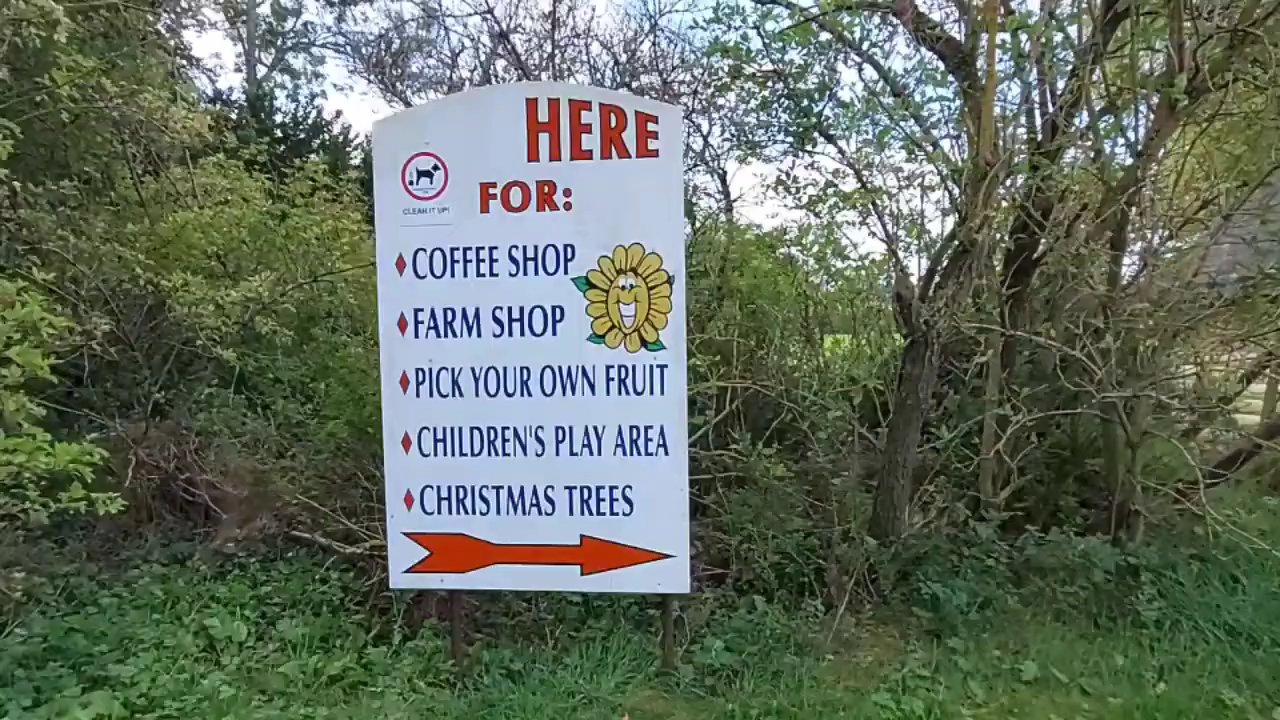 HERE
FOR:
CLEAN IT UP!
COFFEE SHOP
FARM SHOP
PICK YOUR OWN FRUIT
CHILDREN'S PLAY AREA
CHRISTMAS TREES